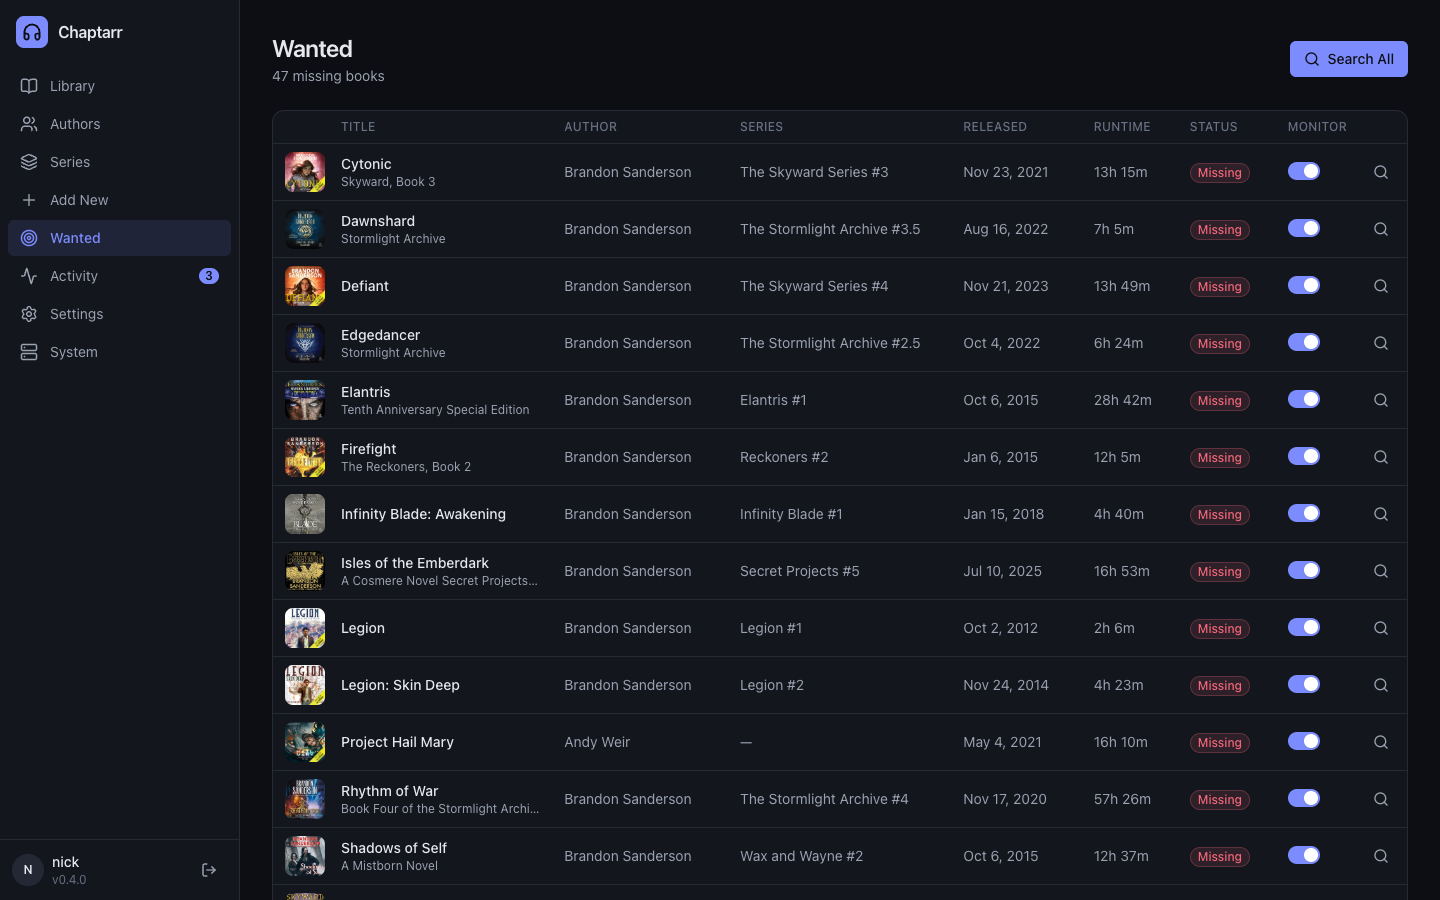 Chaptarr
Library
Authors
Series
Add New
Wanted
Activity 3
Settings
System
N nick
v0.4.0
Wanted
47 missing books
Search All
TITLE AUTHOR SERIES RELEASED RUNTIME STATUS MONITOR
Cytonic
Skyward, Book 3
Brandon Sanderson The Skyward Series #3 Nov 23, 2021 13h 15m Missing
Dawnshard
Stormlight Archive
Brandon Sanderson The Stormlight Archive #3.5 Aug 16, 2022 7h 5m Missing
Defiant Brandon Sanderson The Skyward Series #4 Nov 21, 2023 13h 49m Missing
Edgedancer
Stormlight Archive
Brandon Sanderson The Stormlight Archive #2.5 Oct 4, 2022 6h 24m Missing
Elantris
Tenth Anniversary Special Edition
Brandon Sanderson Elantris #1 Oct 6, 2015 28h 42m Missing
Firefight
The Reckoners, Book 2
Brandon Sanderson Reckoners #2 Jan 6, 2015 12h 5m Missing
Infinity Blade: Awakening Brandon Sanderson Infinity Blade #1 Jan 15, 2018 4h 40m Missing
Isles of the Emberdark
A Cosmere Novel Secret Projects...
Brandon Sanderson Secret Projects #5 Jul 10, 2025 16h 53m Missing
Legion Brandon Sanderson Legion #1 Oct 2, 2012 2h 6m Missing
Legion: Skin Deep Brandon Sanderson Legion #2 Nov 24, 2014 4h 23m Missing
Project Hail Mary Andy Weir — May 4, 2021 16h 10m Missing
Rhythm of War
Book Four of the Stormlight Archi...
Brandon Sanderson The Stormlight Archive #4 Nov 17, 2020 57h 26m Missing
Shadows of Self
A Mistborn Novel
Brandon Sanderson Wax and Wayne #2 Oct 6, 2015 12h 37m Missing